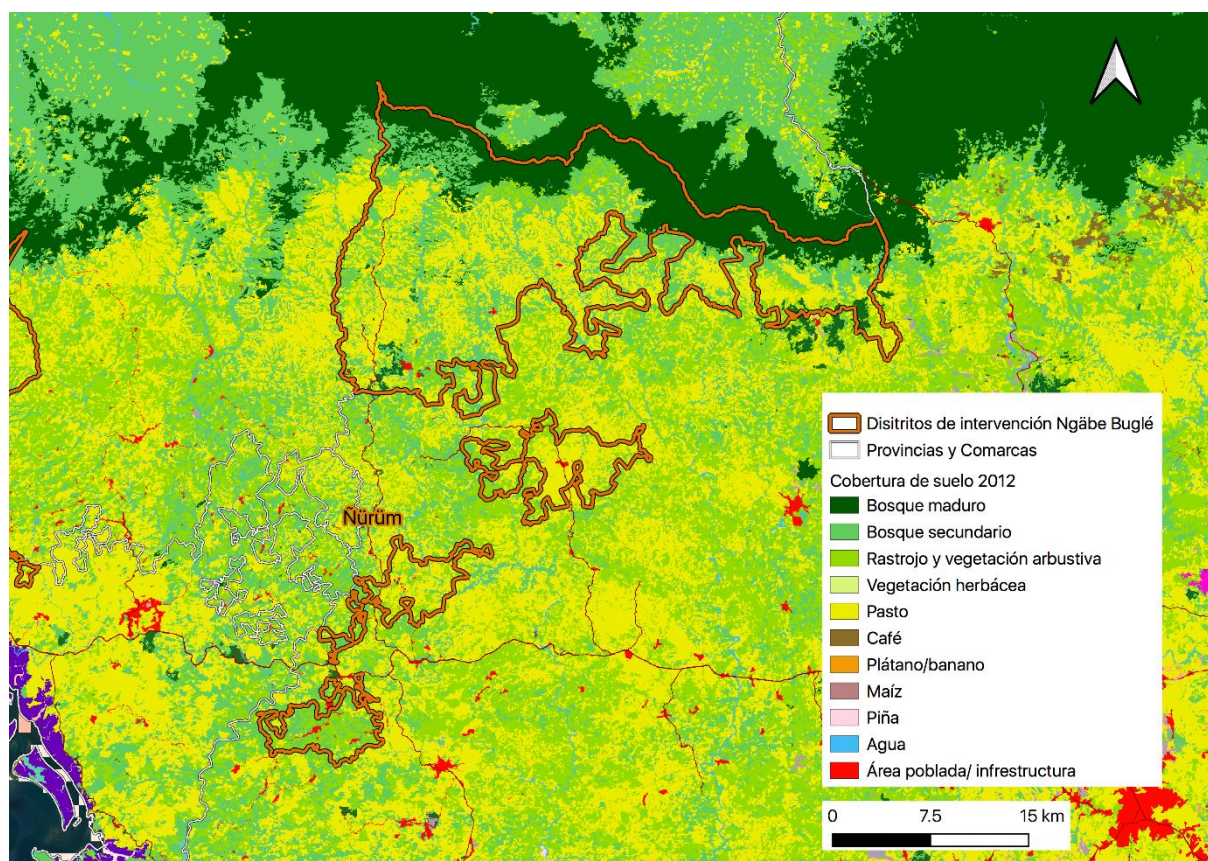 Ñürüm
Disitritos de intervención Ngäbe Buglé
Provincias y Comarcas
Cobertura de suelo 2012
Bosque maduro
Bosque secundario
Rastrojo y vegetación arbustiva
Vegetación herbácea
Pasto
Café
Plátano/banano
Maíz
Piña
Agua
Área poblada/ infrestructura
0 7.5 15 km